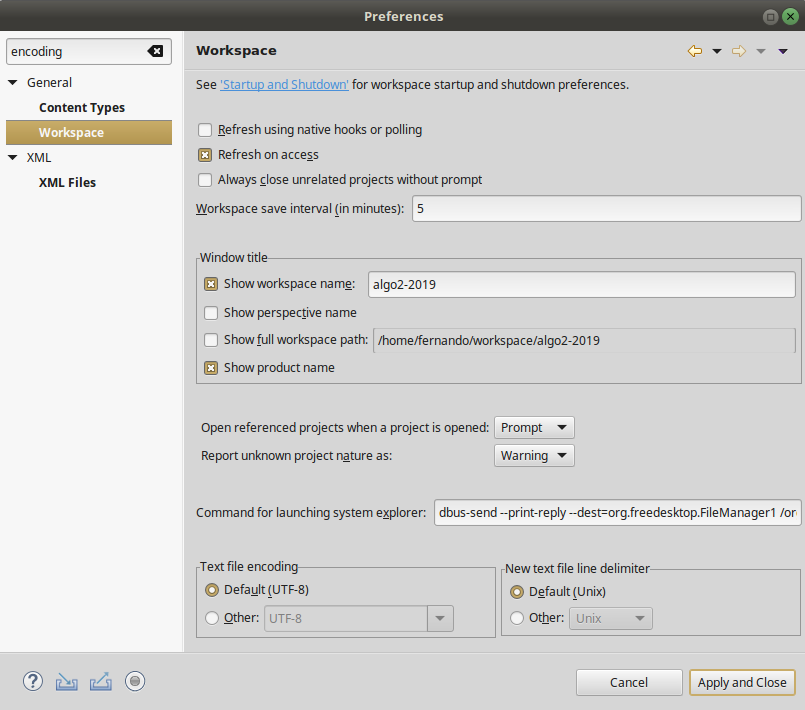 Preferences
encoding
General
Content Types
Workspace
XML
XML Files
Workspace
See 'Startup and Shutdown' for workspace startup and shutdown preferences.
Refresh using native hooks or polling
Refresh on access
Always close unrelated projects without prompt
Workspace save interval (in minutes): 5
Window title
Show workspace name: algo2-2019
Show perspective name
Show full workspace path: /home/fernando/workspace/algo2-2019
Show product name
Open referenced projects when a project is opened: Prompt
Report unknown project nature as: Warning
Command for launching system explorer: dbus-send --print-reply --dest=org.freedesktop.FileManager1 /or
Text file encoding
Default (UTF-8)
Other: UTF-8
New text file line delimiter
Default (Unix)
Other: Unix
?
Cancel
Apply and Close